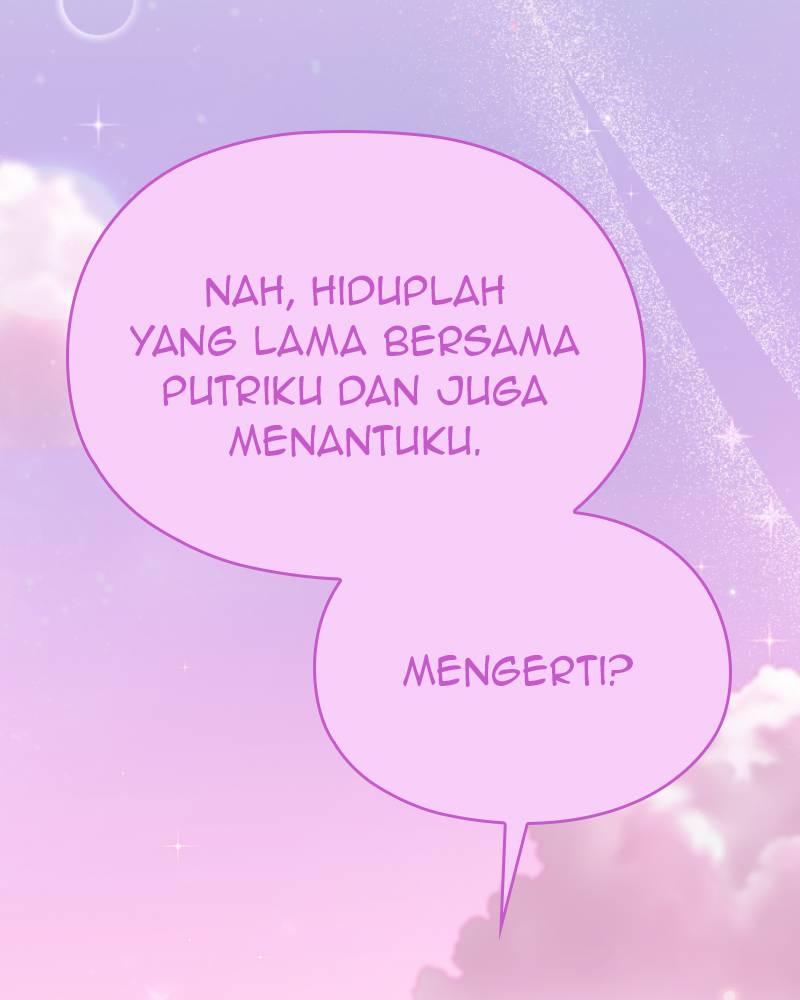 NAH, HIDUPLAH
YANG LAMA BERSAMA
PUTRIKU DAN JUGA
MENANTUKU.
MENGERTI?